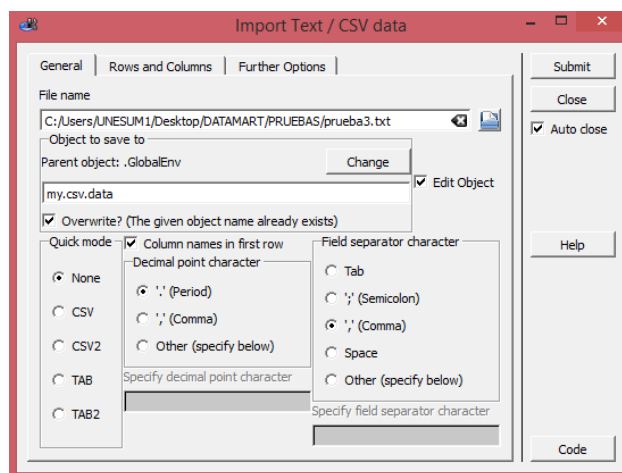 Import Text / CSV data
General Rows and Columns Further Options
Submit
File name
C:/Users/UNESUM1/Desktop/DATAMART/PRUEBAS/prueba3.txt
Close
Auto close
Object to save to
Parent object: .GlobalEnv Change
my.csv.data
Edit Object
Overwrite? (The given object name already exists)
Help
Quick mode
None
CSV
CSV2
TAB
TAB2
Column names in first row
Decimal point character
'.' (Period)
',' (Comma)
Other (specify below)
Specify decimal point character
Field separator character
Tab
';' (Semicolon)
',' (Comma)
Space
Other (specify below)
Specify field separator character
Code